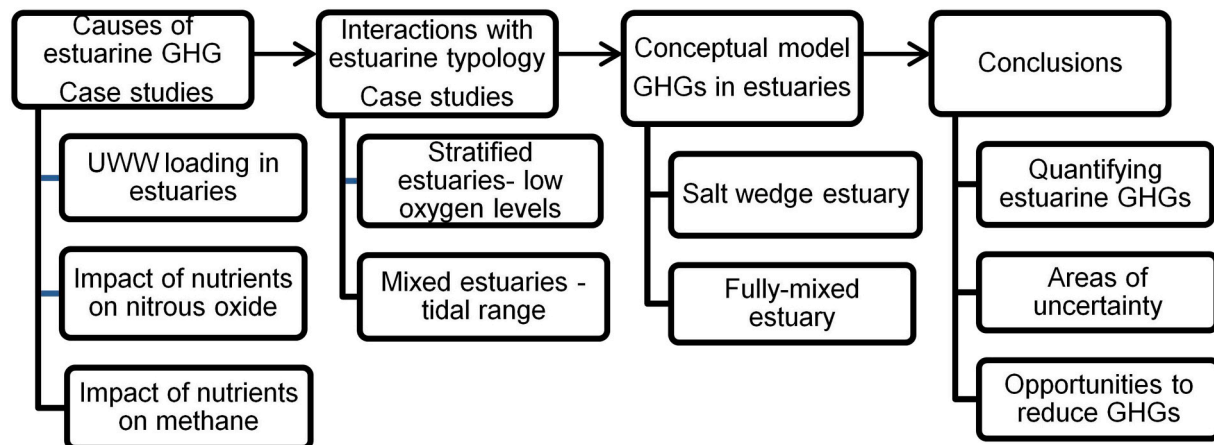 Causes of
estuarine GHG
Case studies
UWW loading in
estuaries
Impact of nutrients
on nitrous oxide
Impact of nutrients
on methane
Interactions with
estuarine typology
Case studies
Stratified
estuaries- low
oxygen levels
Mixed estuaries -
tidal range
Conceptual model
GHGs in estuaries
Salt wedge estuary
Fully-mixed
estuary
Conclusions
Quantifying
estuarine GHGs
Areas of
uncertainty
Opportunities to
reduce GHGs